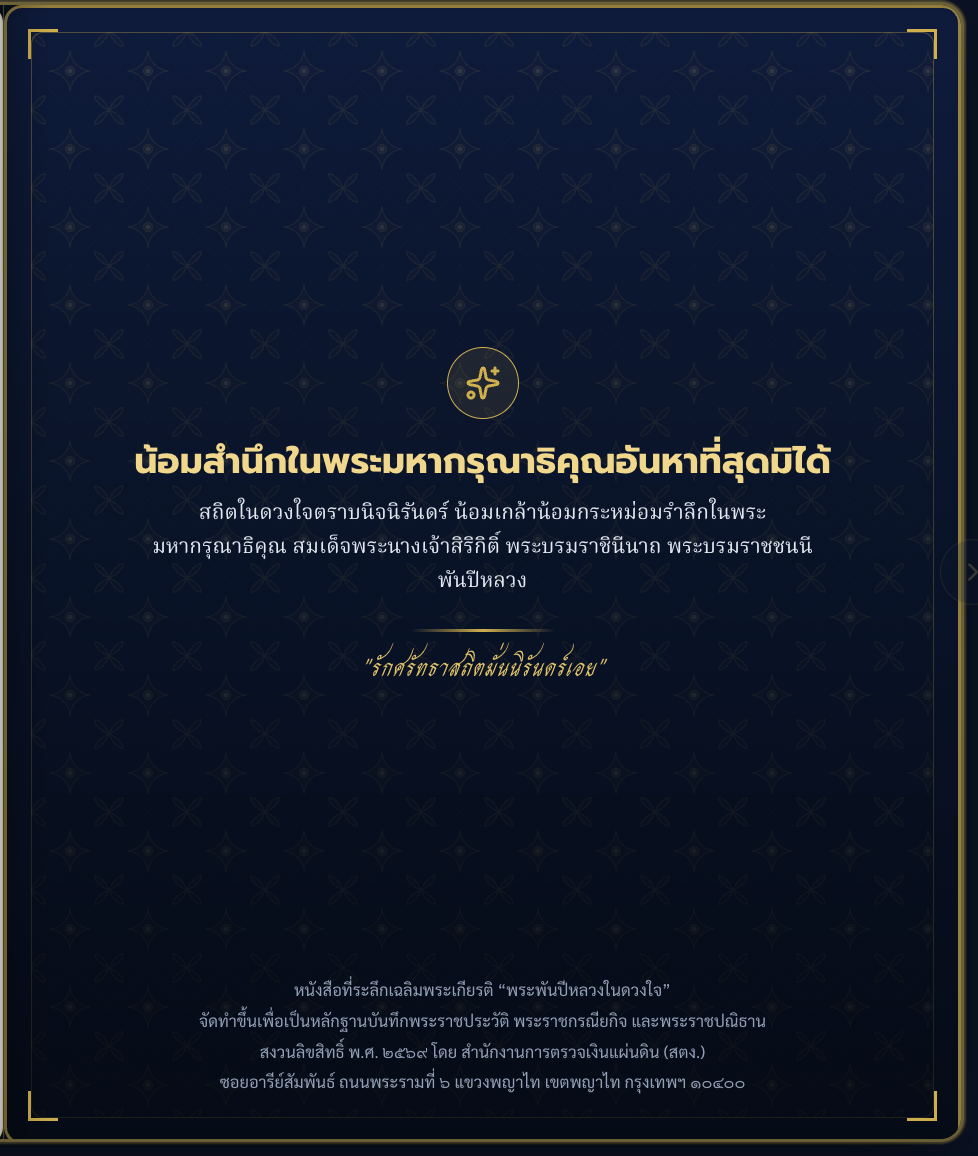 น้อมสำนึกในพระมหากรุณาธิคุณอันหาที่สุดมิได้
สถิตในดวงใจตราบนิจนิรันดร์ น้อมเกล้าน้อมกระหม่อมรำลึกในพระ
มหากรุณาธิคุณ สมเด็จพระนางเจ้าสิริกิติ์ พระบรมราชินีนาถ พระบรมราชชนนี
พันปีหลวง
"รักศรัทธาสถิตมั่นนิรันดร์เอย"
หนังสือที่ระลึกเฉลิมพระเกียรติ “พระพันปีหลวงในดวงใจ”
จัดทำขึ้นเพื่อเป็นหลักฐานบันทึกพระราชประวัติ พระราชกรณียกิจ และพระราชปณิธาน
สงวนลิขสิทธิ์ พ.ศ. ๒๕๖๙ โดย สำนักงานการตรวจเงินแผ่นดิน (สตง.)
ซอยอารีย์สัมพันธ์ ถนนพระรามที่ ๖ แขวงพญาไท เขตพญาไท กรุงเทพฯ ๑๐๔๐๐